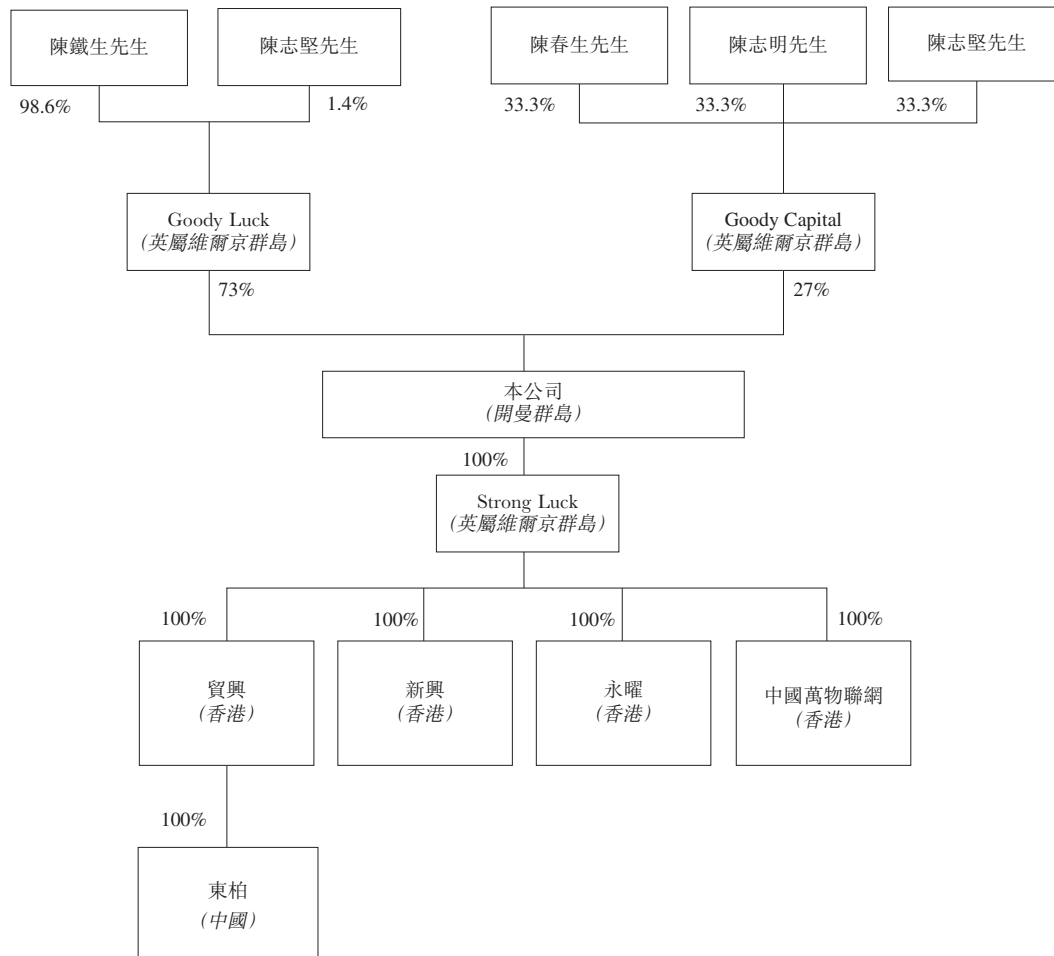 陳鐵生先生
陳志堅先生
陳春生先生
陳志明先生
陳志堅先生
98.6%
1.4%
33.3%
33.3%
33.3%
Goody Luck
(英屬維爾京群島)
Goody Capital
(英屬維爾京群島)
73%
27%
本公司
(開曼群島)
100%
Strong Luck
(英屬維爾京群島)
100%
100%
100%
100%
貿興
(香港)
新興
(香港)
永曜
(香港)
中國萬物聯網
(香港)
100%
東柏
(中國)